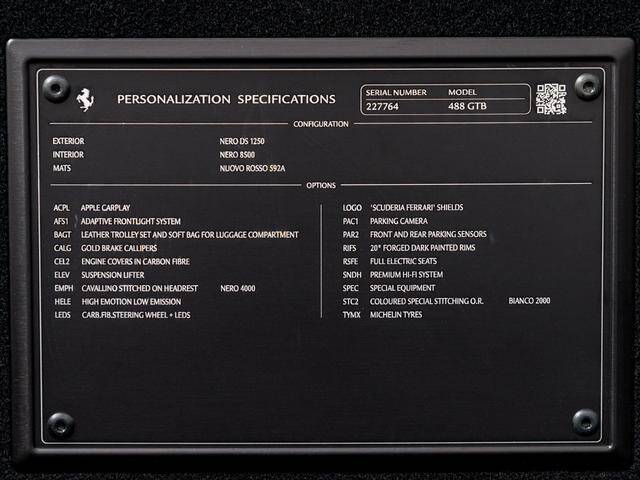 PERSONALIZATION SPECIFICATIONS
SERIAL NUMBER MODEL
227764 488 GTB
CONFIGURATION
EXTERIOR NERO DS 1250
INTERIOR NERO 8500
MATS NUOVO ROSSO 592A
OPTIONS
ACPL APPLE CARPLAY
AFS1 ADAPTIVE FRONTLIGHT SYSTEM
BAGT LEATHER TROLLEY SET AND SOFT BAG FOR LUGGAGE COMPARTMENT
CALG GOLD BRAKE CALLIPERS
CEL2 ENGINE COVERS IN CARBON FIBRE
ELEV SUSPENSION LIFTER
EMPH CAVALLINO STITCHED ON HEADREST NERO 4000
HELE HIGH EMOTION LOW EMISSION
LEDS CARB.FIB.STEERING WHEEL + LEDS
LOGO 'SCUDERIA FERRARI' SHIELDS
PAC1 PARKING CAMERA
PAR2 FRONT AND REAR PARKING SENSORS
RIFS 20" FORGED DARK PAINTED RIMS
RSFE FULL ELECTRIC SEATS
SNDH PREMIUM HI-FI SYSTEM
SPEC SPECIAL EQUIPMENT
STC2 COLOURED SPECIAL STITCHING O.R. BIANCO 2000
TYMX MICHELIN TYRES